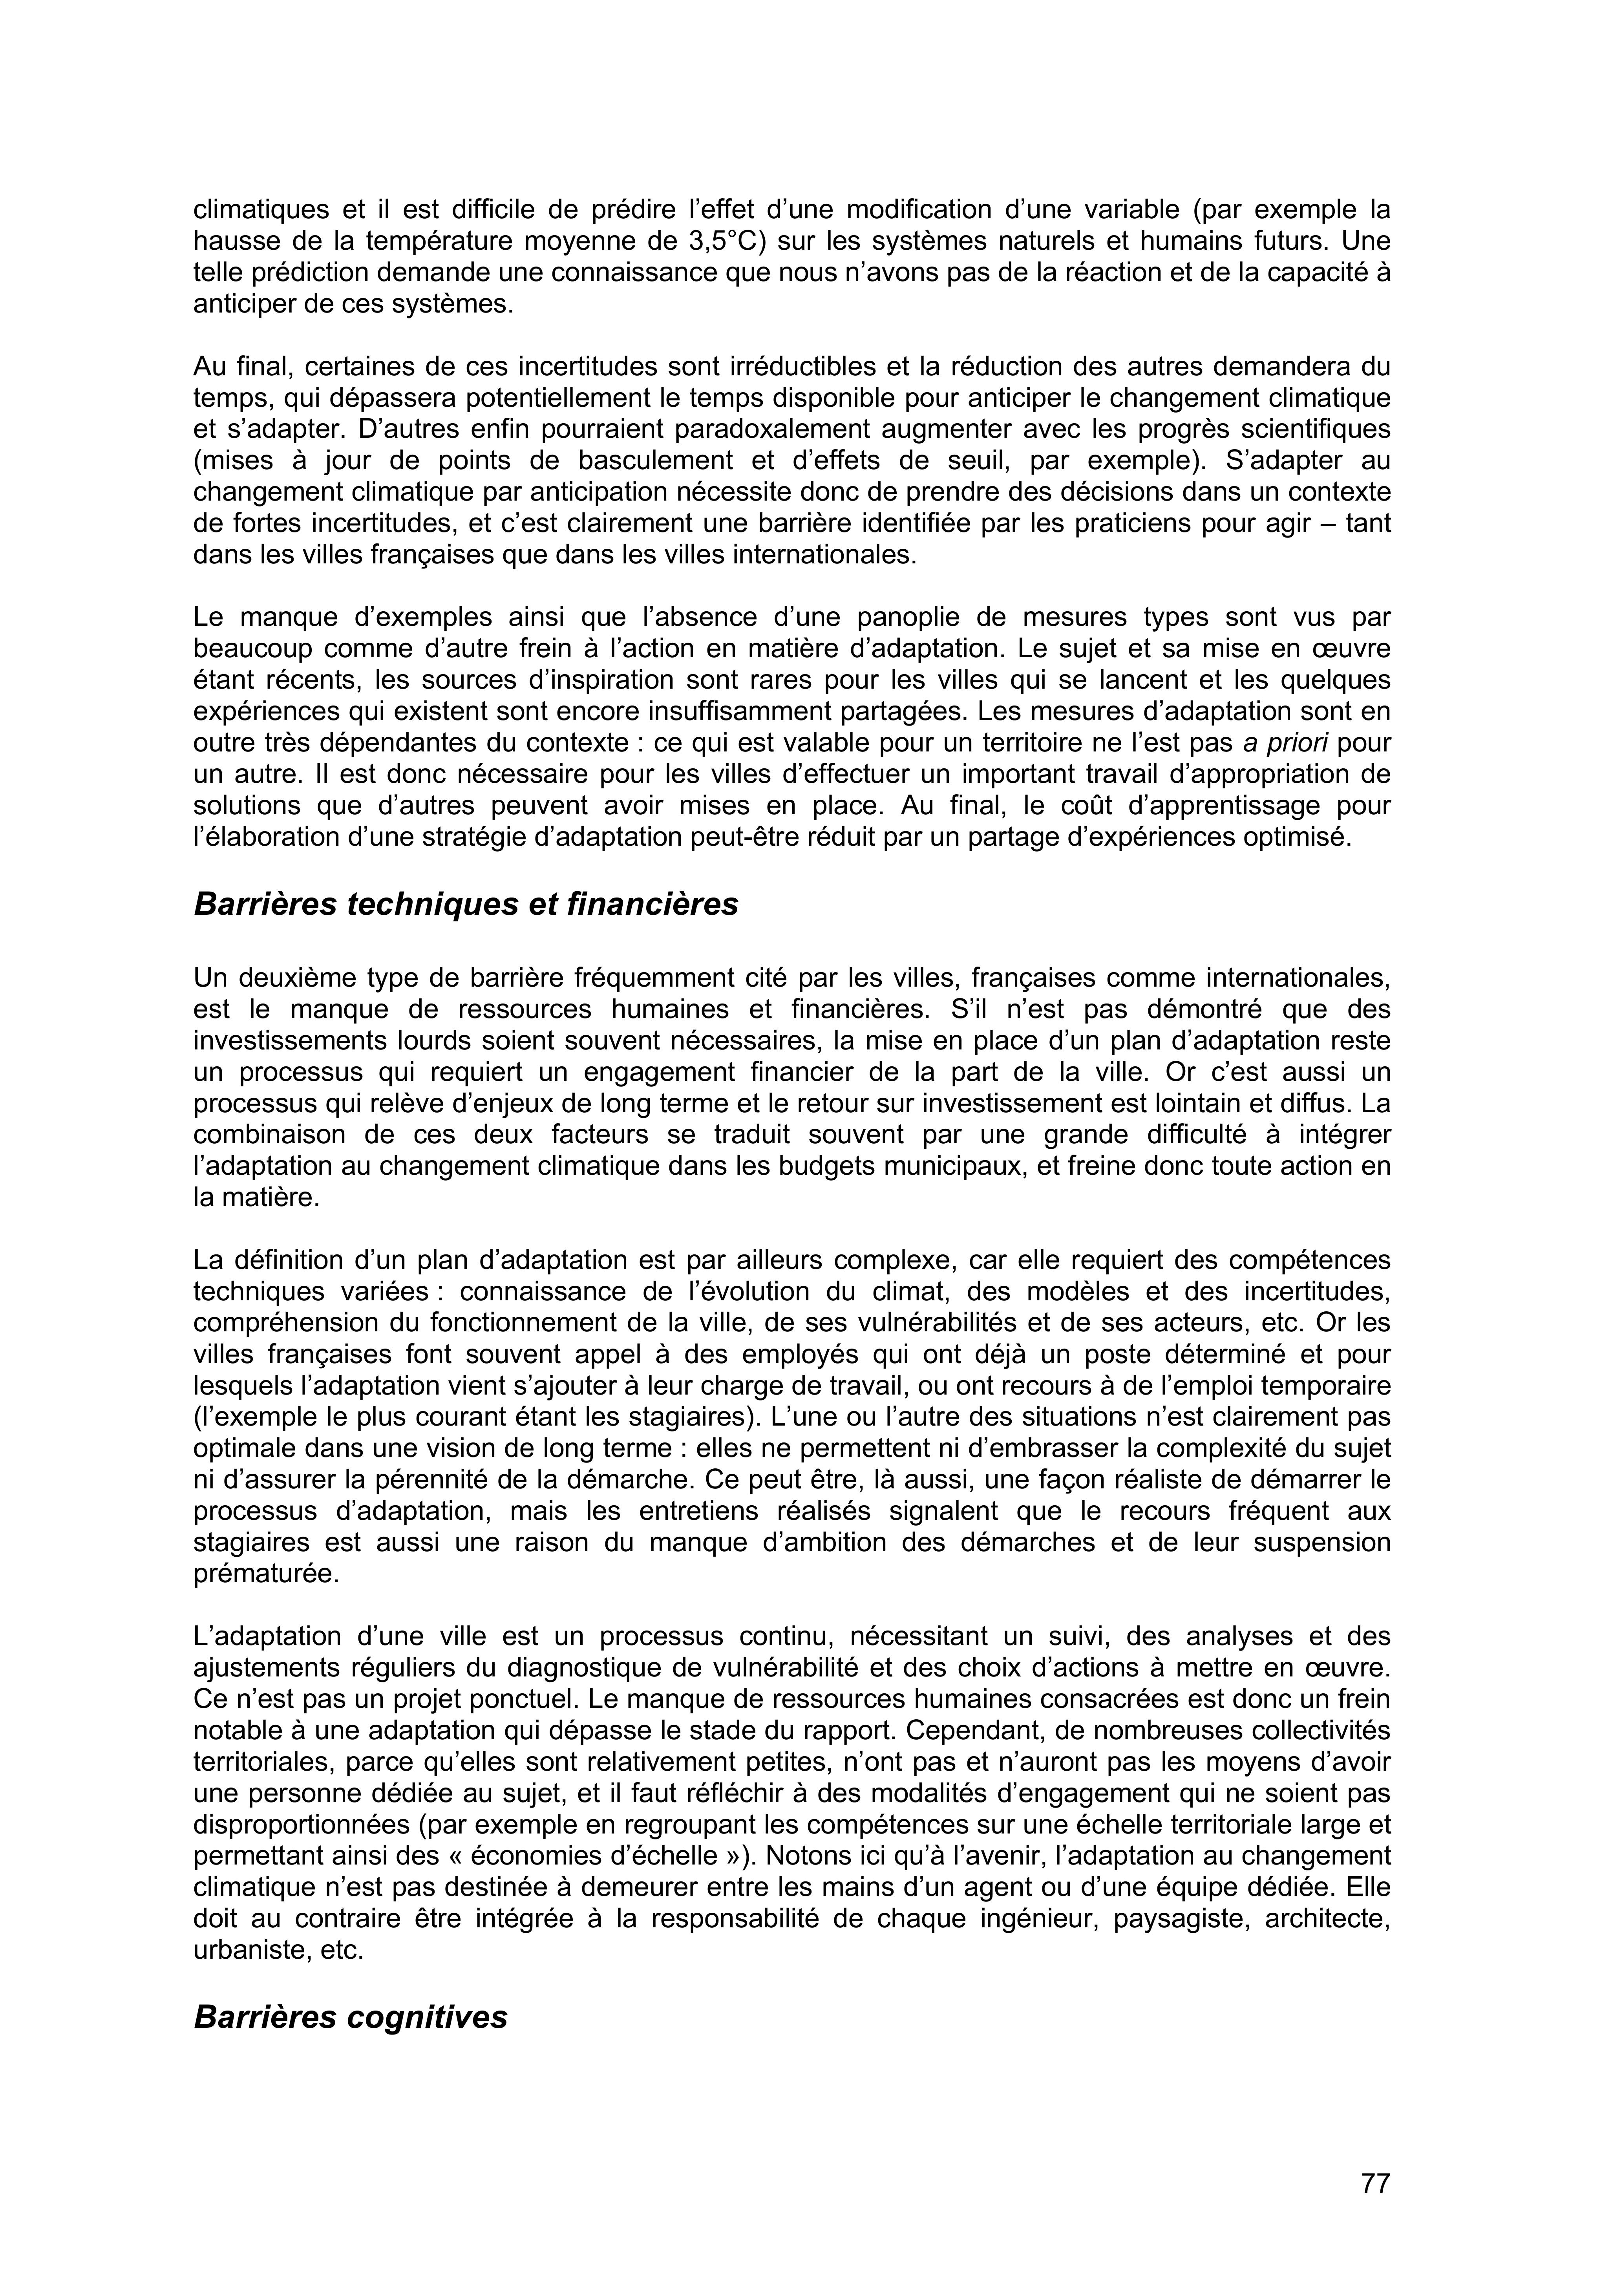 climatiques et il est difficile de prédire l’effet d’une modification d’une variable (par exemple la
hausse de la température moyenne de 3,5°C) sur les systèmes naturels et humains futurs. Une
telle prédiction demande une connaissance que nous n’avons pas de la réaction et de la capacité à
anticiper de ces systèmes.
Au final, certaines de ces incertitudes sont irréductibles et la réduction des autres demandera du
temps, qui dépassera potentiellement le temps disponible pour anticiper le changement climatique
et s’adapter. D’autres enfin pourraient paradoxalement augmenter avec les progrès scientifiques
(mises à jour de points de basculement et d’effets de seuil, par exemple). S’adapter au
changement climatique par anticipation nécessite donc de prendre des décisions dans un contexte
de fortes incertitudes, et c’est clairement une barrière identifiée par les praticiens pour agir – tant
dans les villes françaises que dans les villes internationales.
Le manque d’exemples ainsi que l’absence d’une panoplie de mesures types sont vus par
beaucoup comme d’autre frein à l’action en matière d’adaptation. Le sujet et sa mise en œuvre
étant récents, les sources d’inspiration sont rares pour les villes qui se lancent et les quelques
expériences qui existent sont encore insuffisamment partagées. Les mesures d’adaptation sont en
outre très dépendantes du contexte : ce qui est valable pour un territoire ne l’est pas a priori pour
un autre. Il est donc nécessaire pour les villes d’effectuer un important travail d’appropriation de
solutions que d’autres peuvent avoir mises en place. Au final, le coût d’apprentissage pour
l’élaboration d’une stratégie d’adaptation peut-être réduit par un partage d’expériences optimisé.
Barrières techniques et financières
Un deuxième type de barrière fréquemment cité par les villes, françaises comme internationales,
est le manque de ressources humaines et financières. S’il n’est pas démontré que des
investissements lourds soient souvent nécessaires, la mise en place d’un plan d’adaptation reste
un processus qui requiert un engagement financier de la part de la ville. Or c’est aussi un
processus qui relève d’enjeux de long terme et le retour sur investissement est lointain et diffus. La
combinaison de ces deux facteurs se traduit souvent par une grande difficulté à intégrer
l’adaptation au changement climatique dans les budgets municipaux, et freine donc toute action en
la matière.
La définition d’un plan d’adaptation est par ailleurs complexe, car elle requiert des compétences
techniques variées : connaissance de l’évolution du climat, des modèles et des incertitudes,
compréhension du fonctionnement de la ville, de ses vulnérabilités et de ses acteurs, etc. Or les
villes françaises font souvent appel à des employés qui ont déjà un poste déterminé et pour
lesquels l’adaptation vient s’ajouter à leur charge de travail, ou ont recours à de l’emploi temporaire
(l’exemple le plus courant étant les stagiaires). L’une ou l’autre des situations n’est clairement pas
optimale dans une vision de long terme : elles ne permettent ni d’embrasser la complexité du sujet
ni d’assurer la pérennité de la démarche. Ce peut être, là aussi, une façon réaliste de démarrer le
processus d’adaptation, mais les entretiens réalisés signalent que le recours fréquent aux
stagiaires est aussi une raison du manque d’ambition des démarches et de leur suspension
prématurée.
L’adaptation d’une ville est un processus continu, nécessitant un suivi, des analyses et des
ajustements réguliers du diagnostique de vulnérabilité et des choix d’actions à mettre en œuvre.
Ce n’est pas un projet ponctuel. Le manque de ressources humaines consacrées est donc un frein
notable à une adaptation qui dépasse le stade du rapport. Cependant, de nombreuses collectivités
territoriales, parce qu’elles sont relativement petites, n’ont pas et n’auront pas les moyens d’avoir
une personne dédiée au sujet, et il faut réfléchir à des modalités d’engagement qui ne soient pas
disproportionnées (par exemple en regroupant les compétences sur une échelle territoriale large et
permettant ainsi des « économies d’échelle »). Notons ici qu’à l’avenir, l’adaptation au changement
climatique n’est pas destinée à demeurer entre les mains d’un agent ou d’une équipe dédiée. Elle
doit au contraire être intégrée à la responsabilité de chaque ingénieur, paysagiste, architecte,
urbaniste, etc.
Barrières cognitives
77